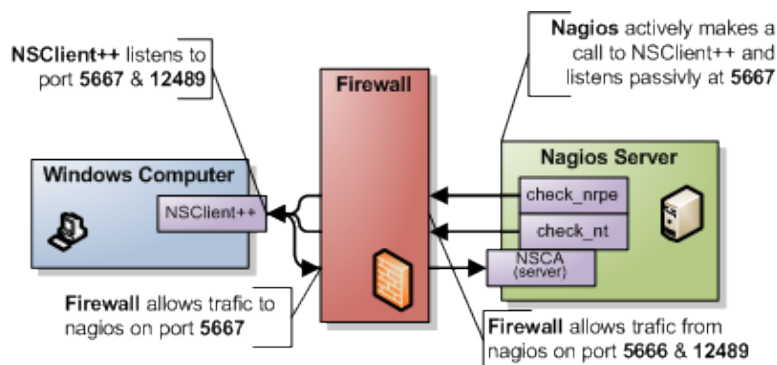 NSClient++ listens to
port 5667 & 12489
Firewall
Nagios actively makes a
call to NSClient++ and
listens passivly at 5667
Windows Computer
NSClient++
Nagios Server
check_nrpe
check_nt
NSCA
(server)
Firewall allows trafic to
nagios on port 5667
Firewall allows trafic from
nagios on port 5666 & 12489